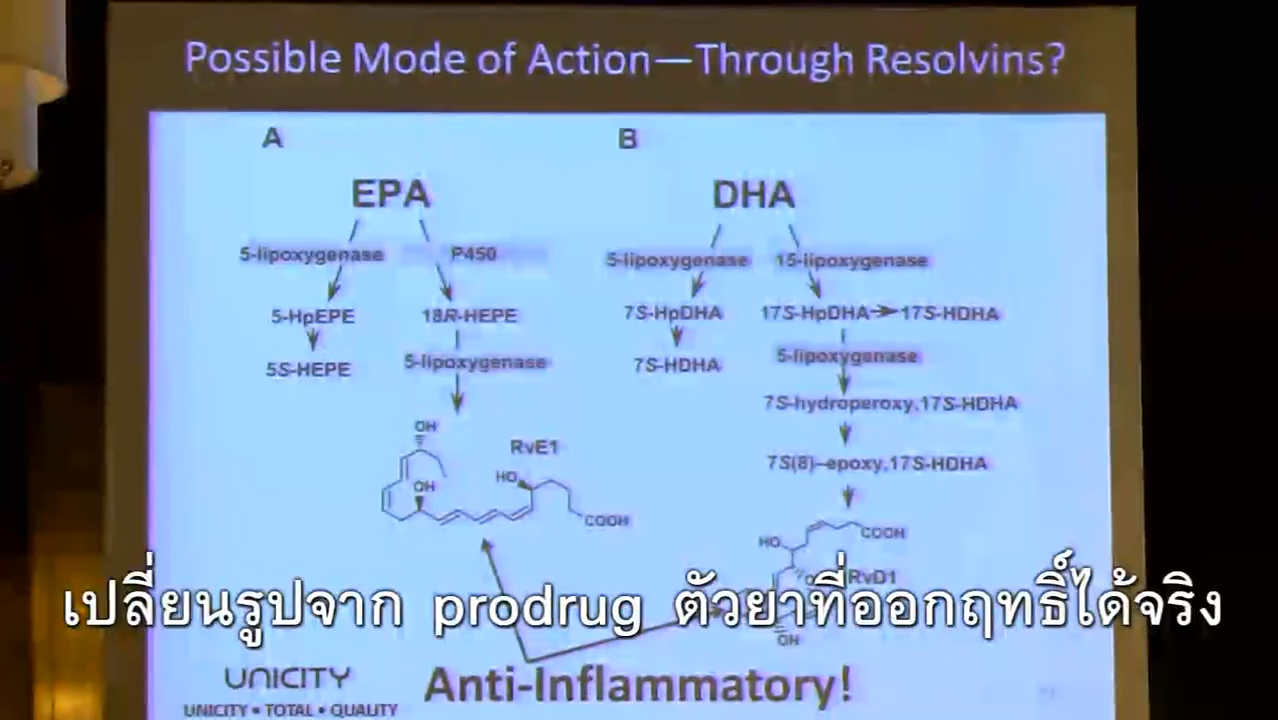 Possible Mode of Action—Through Resolvins?
A
B
EPA
DHA
5-lipoxygenase
P450
5-lipoxygenase
15-lipoxygenase
5-HpEPE
18R-HEPE
7S-HpDHA
17S-HpDHA
17S-HDHA
5S-HEPE
5-lipoxygenase
7S-HDHA
5-lipoxygenase
7S-hydroperoxy,17S-HDHA
7S(8)–epoxy,17S-HDHA
OH
RvE1
OH
HO
COOH
COOH
HO
RvD1
OH
เปลี่ยนรูปจาก prodrug ตัวยาที่ออกฤทธิ์ได้จริง
Anti-Inflammatory!
UNICITY
UNICITY • TOTAL • QUALITY